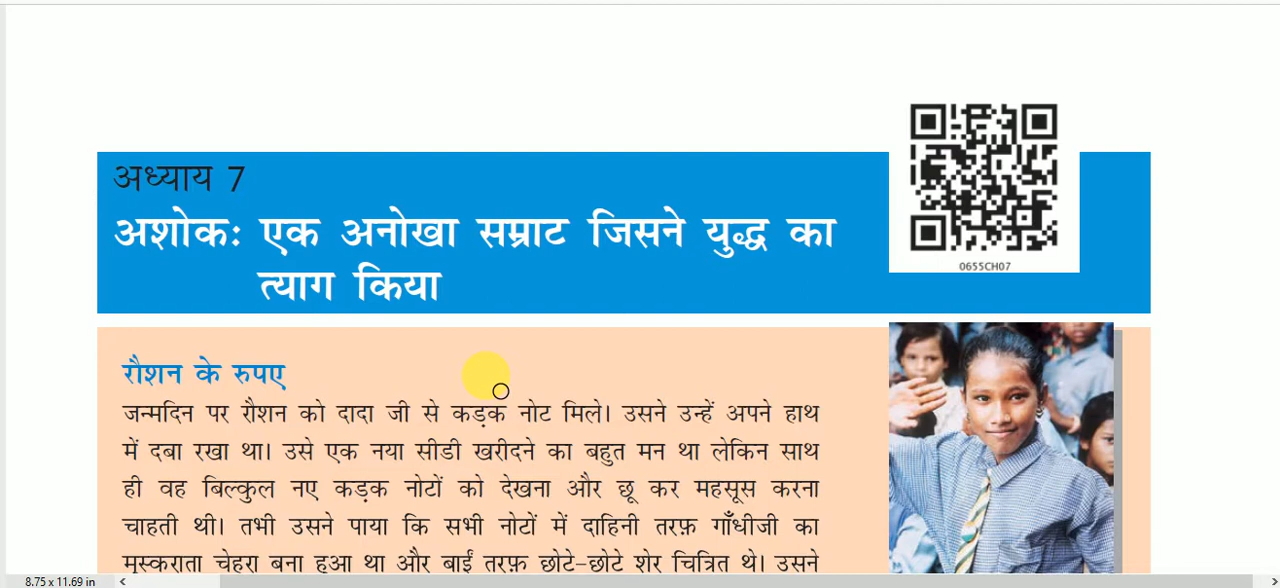 अध्याय 7
अशोकः एक अनोखा सम्राट जिसने युद्ध का
त्याग किया
0655CH07
रौशन के रुपए
जन्मदिन पर रौशन को दादा जी से कड़क नोट मिले। उसने उन्हें अपने हाथ
में दबा रखा था। उसे एक नया सीडी खरीदने का बहुत मन था लेकिन साथ
ही वह बिल्कुल नए कड़क नोटों को देखना और छू कर महसूस करना
चाहती थी। तभी उसने पाया कि सभी नोटों में दाहिनी तरफ़ गाँधीजी का
मुस्कराता चेहरा बना हुआ था और बाईं तरफ़ छोटे-छोटे शेर चित्रित थे। उसने
8.75 x 11.69 in